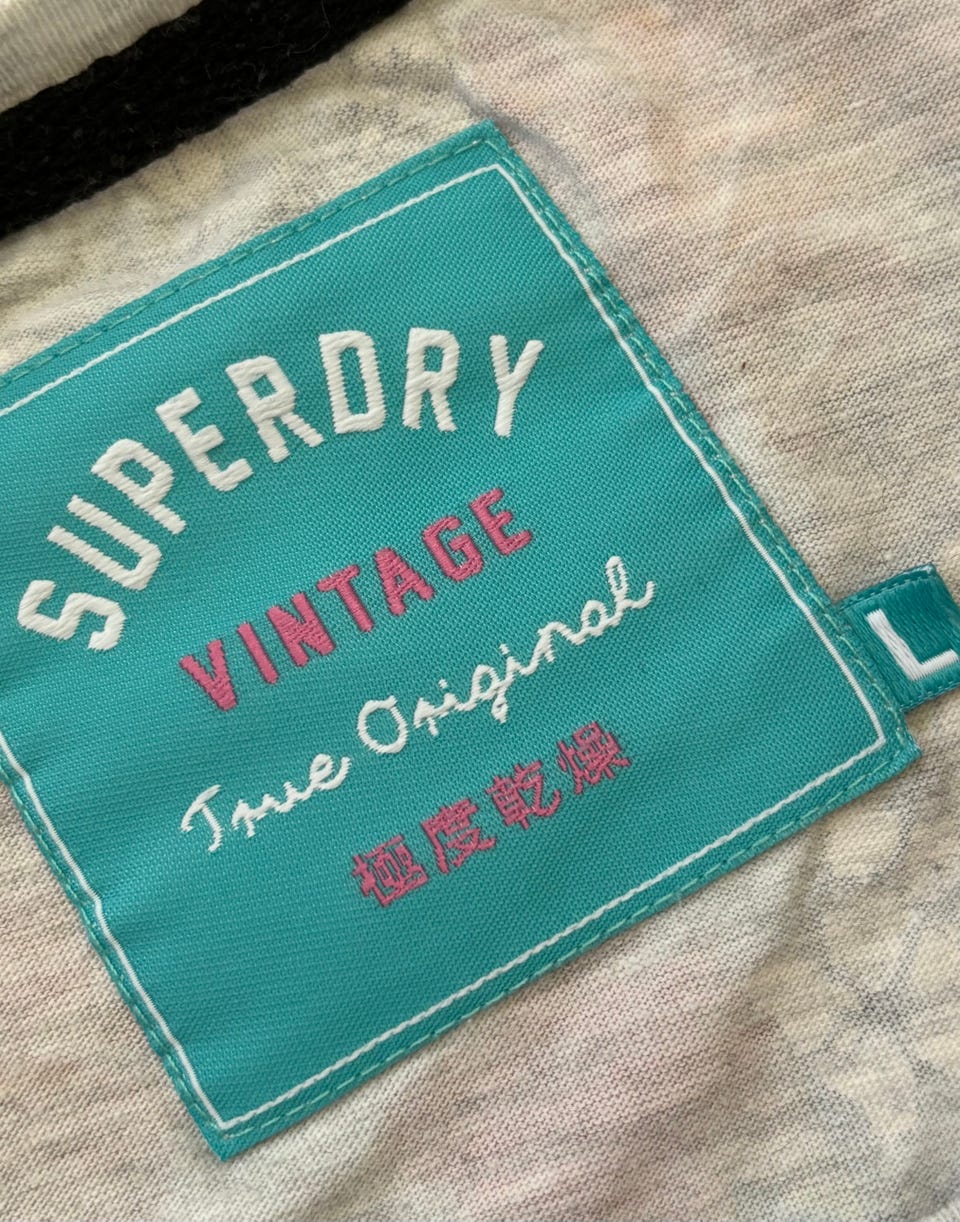 SUPERDRY
VINTAGE
True Original
極度乾燥
L